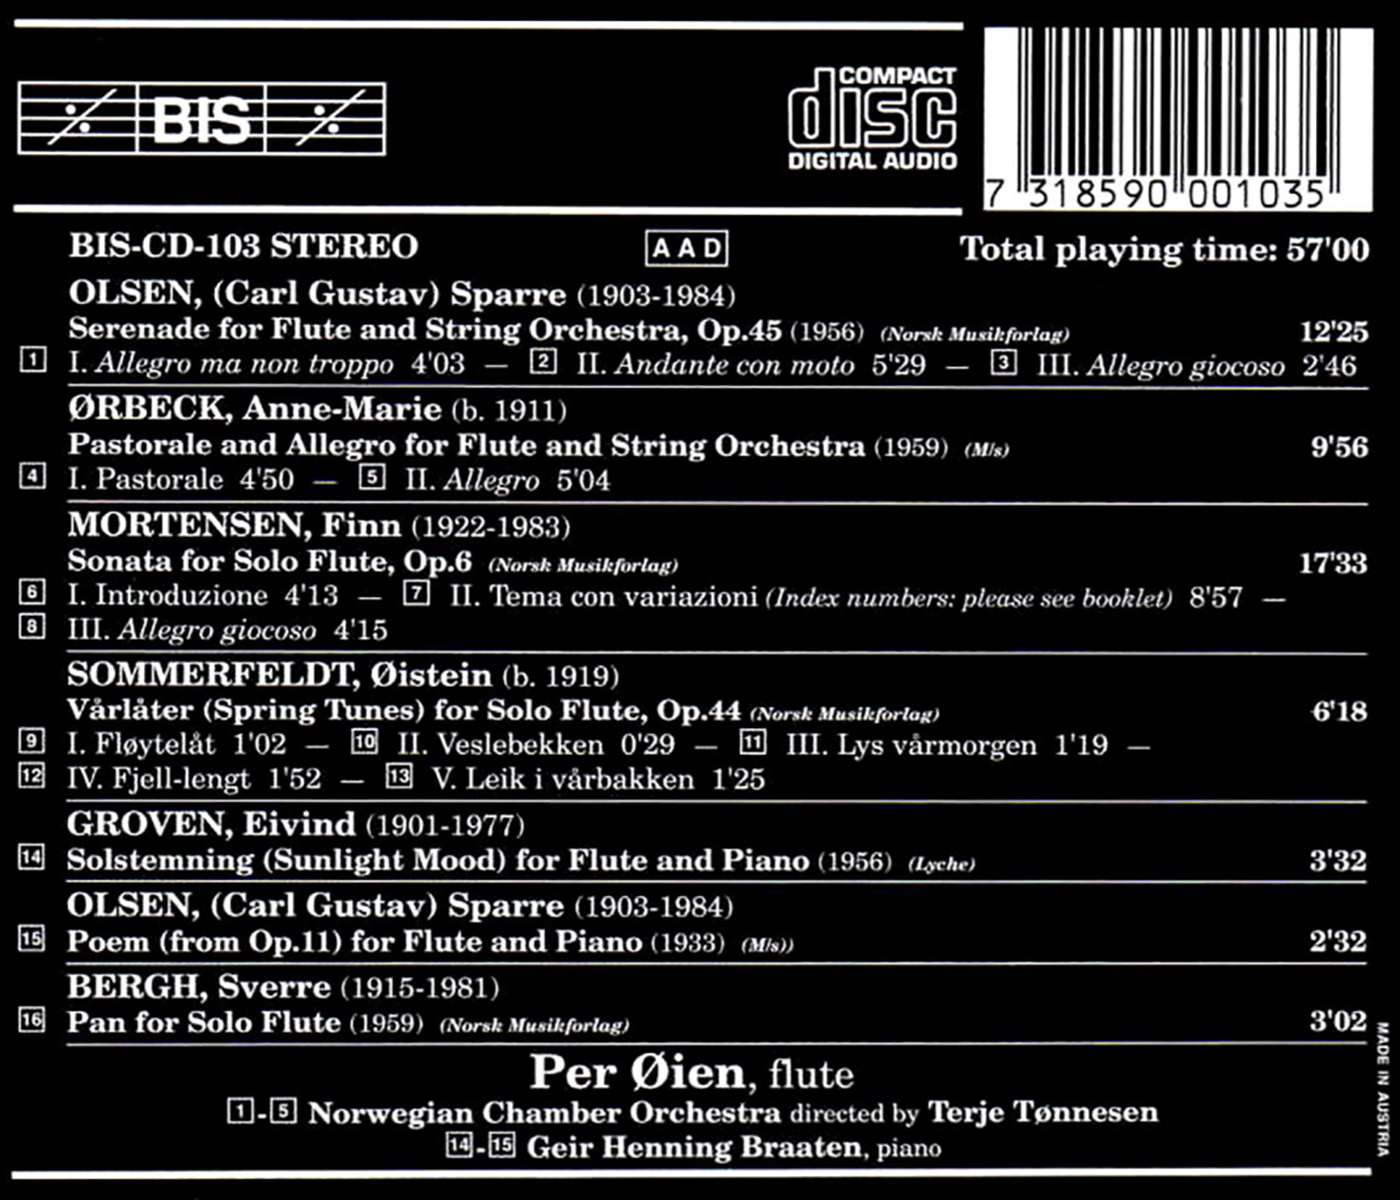 BIS
COMPACT
disc
DIGITAL AUDIO
7 318590 001035
BIS-CD-103 STEREO AAD Total playing time: 57'00
OLSEN, (Carl Gustav) Sparre (1903-1984)
Serenade for Flute and String Orchestra, Op.45 (1956) (Norsk Musikforlag) 12'25
1 I. Allegro ma non troppo 4'03 — 2 II. Andante con moto 5'29 — 3 III. Allegro giocoso 2'46
ØRBECK, Anne-Marie (b. 1911)
Pastorale and Allegro for Flute and String Orchestra (1959) (M/s) 9'56
4 I. Pastorale 4'50 — 5 II. Allegro 5'04
MORTENSEN, Finn (1922-1983)
Sonata for Solo Flute, Op.6 (Norsk Musikforlag) 17'33
6 I. Introduzione 4'13 — 7 II. Tema con variazioni (Index numbers: please see booklet) 8'57 —
8 III. Allegro giocoso 4'15
SOMMERFELDT, Øistein (b. 1919)
Vårlåter (Spring Tunes) for Solo Flute, Op.44 (Norsk Musikforlag) 6'18
9 I. Fløytelåt 1'02 — 10 II. Veslebekken 0'29 — 11 III. Lys vårmorgen 1'19 —
12 IV. Fjell-lengt 1'52 — 13 V. Leik i vårbakken 1'25
GROVEN, Eivind (1901-1977)
14 Solstemning (Sunlight Mood) for Flute and Piano (1956) (Lyche) 3'32
OLSEN, (Carl Gustav) Sparre (1903-1984)
15 Poem (from Op.11) for Flute and Piano (1933) (M/s)) 2'32
BERGH, Sverre (1915-1981)
16 Pan for Solo Flute (1959) (Norsk Musikforlag) 3'02
Per Øien, flute
1-5 Norwegian Chamber Orchestra directed by Terje Tønnesen
14-15 Geir Henning Braaten, piano
MADE IN AUSTRIA